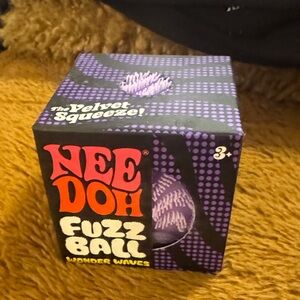 The Velvet
Squeeze!
NEE
DOH®
FUZZ
BALL
WONDER WAVES
3+